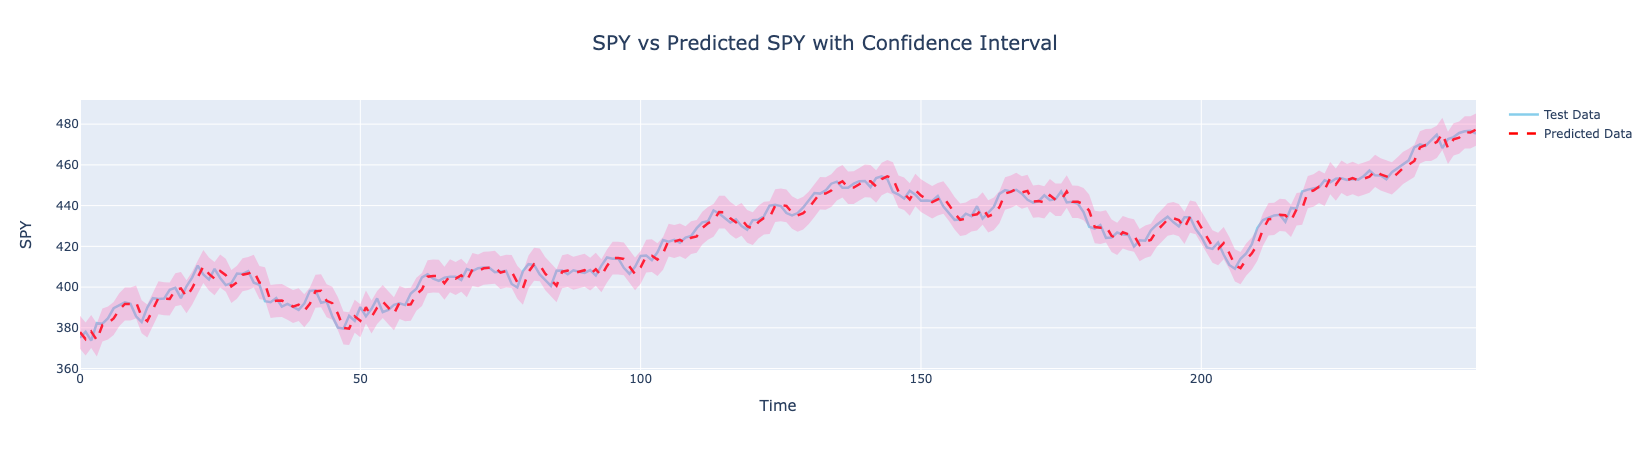 SPY vs Predicted SPY with Confidence Interval
Test Data
Predicted Data
480
460
440
420
400
380
360
SPY
0
50
100
150
200
Time